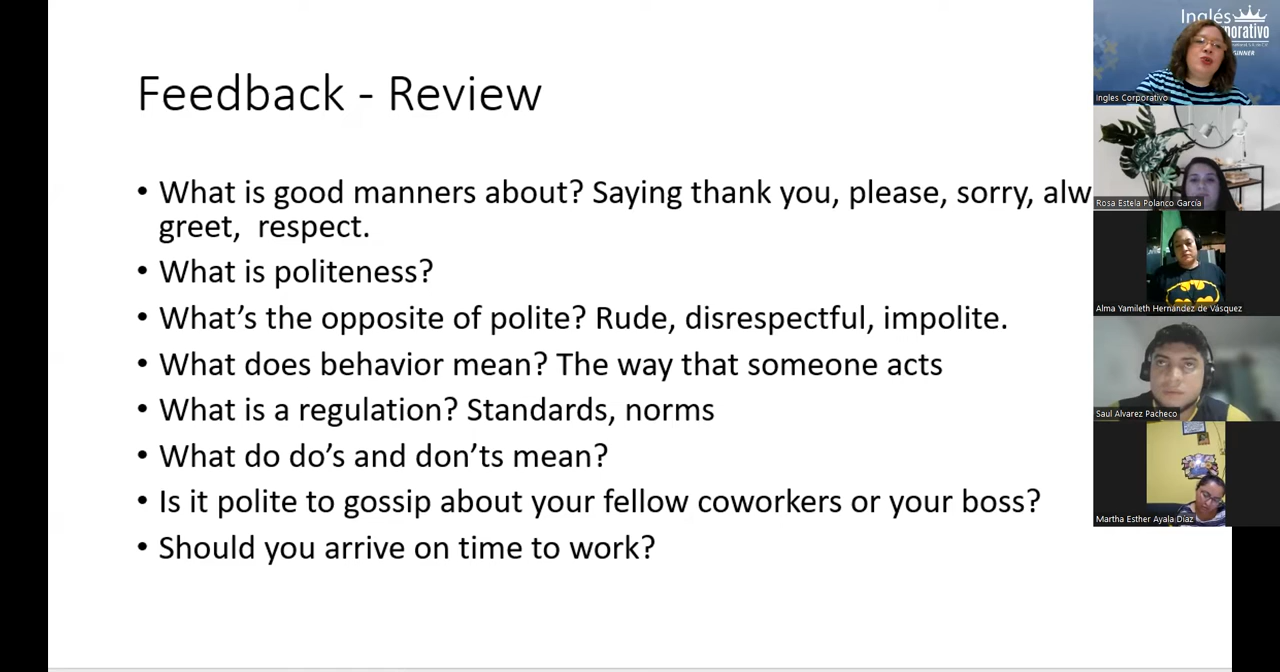 Feedback - Review
• What is good manners about? Saying thank you, please, sorry, alw
greet, respect.
• What is politeness?
• What's the opposite of polite? Rude, disrespectful, impolite.
• What does behavior mean? The way that someone acts
• What is a regulation? Standards, norms
• What do do's and don'ts mean?
• Is it polite to gossip about your fellow coworkers or your boss?
• Should you arrive on time to work?
Inglés
Ingles Corporativo
Rosa Estela Polanco García
Alma Yamileth Hernández de Vásquez
Saul Alvarez Pacheco
Martha Esther Ayala Díaz